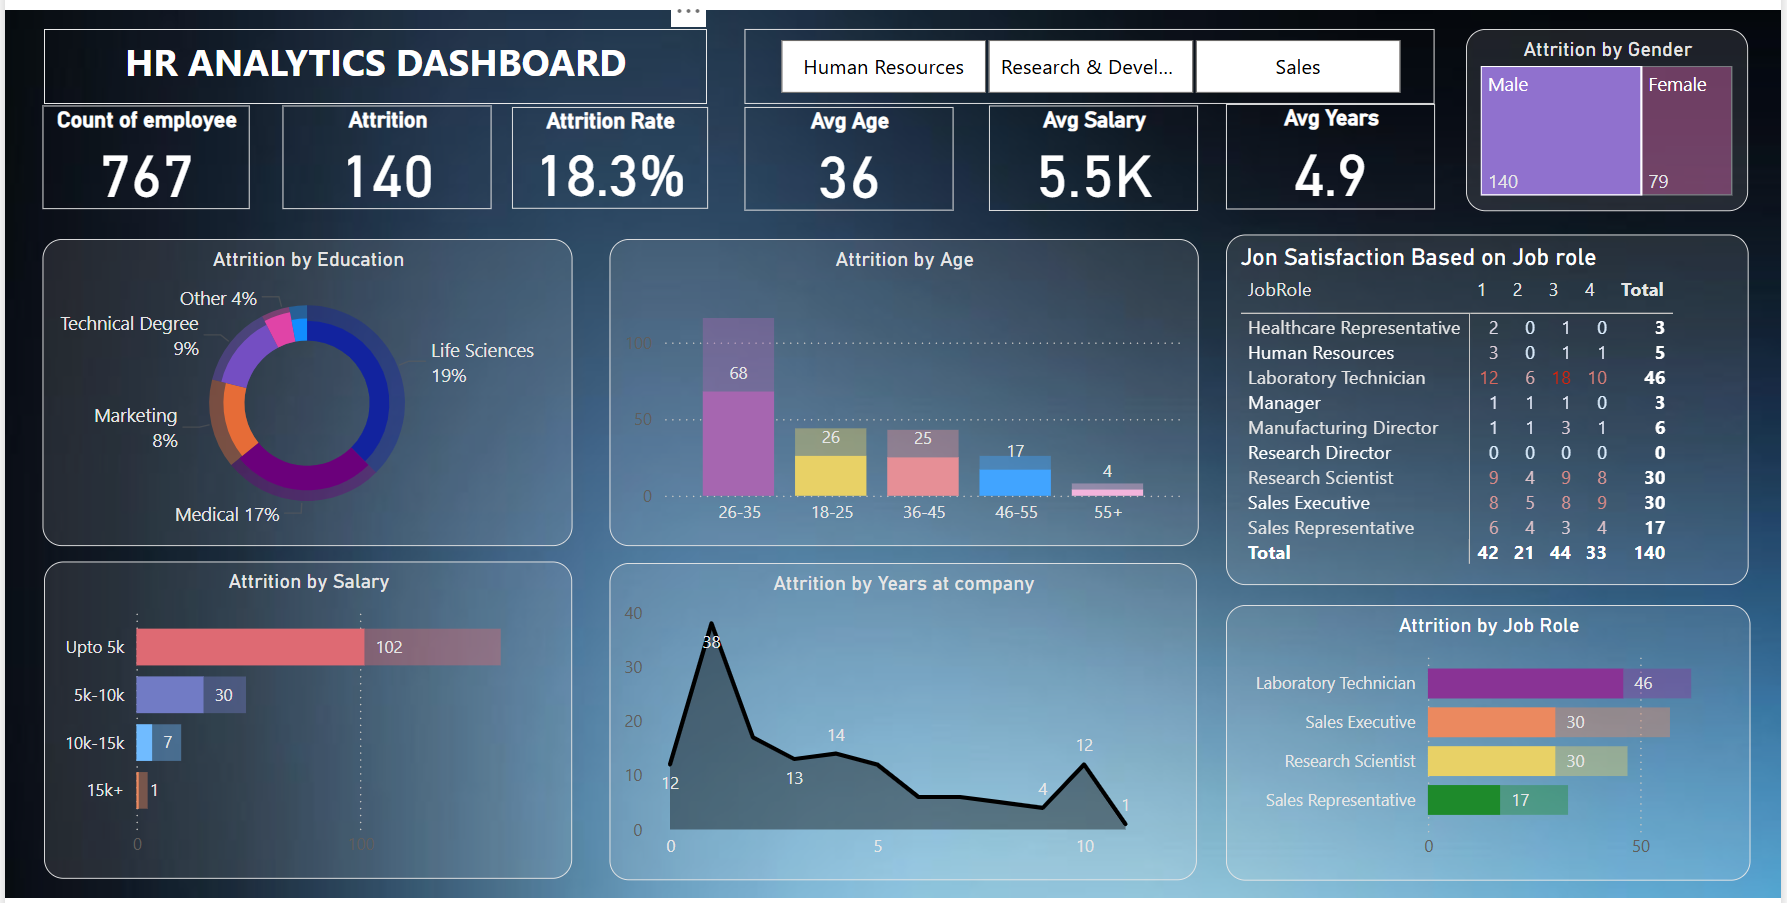 HR ANALYTICS DASHBOARD
Human Resources
Research & Devel...
Sales
Count of employee
767
Attrition
140
Attrition Rate
18.3%
Avg Age
36
Avg Salary
5.5K
Avg Years
4.9
Attrition by Gender
Male
Female
140
79
Attrition by Education
Other 4%
Technical Degree
9%
Life Sciences
19%
Marketing
8%
Medical 17%
Attrition by Age
100
50
0
68
26
25
17
4
26-35 18-25 36-45 46-55 55+
Jon Satisfaction Based on Job role
JobRole 1 2 3 4 Total
Healthcare Representative 2 0 1 0 3
Human Resources 3 0 1 1 5
Laboratory Technician 12 6 18 10 46
Manager 1 1 1 0 3
Manufacturing Director 1 1 3 1 6
Research Director 0 0 0 0 0
Research Scientist 9 4 9 8 30
Sales Executive 8 5 8 9 30
Sales Representative 6 4 3 4 17
Total 42 21 44 33 140
Attrition by Salary
Upto 5k 102
5k-10k 30
10k-15k 7
15k+ 1
0 100
Attrition by Years at company
40
30
20
10
0
12
38
13
14
4
12
1
0 5 10
Attrition by Job Role
Laboratory Technician 46
Sales Executive 30
Research Scientist 30
Sales Representative 17
0 50